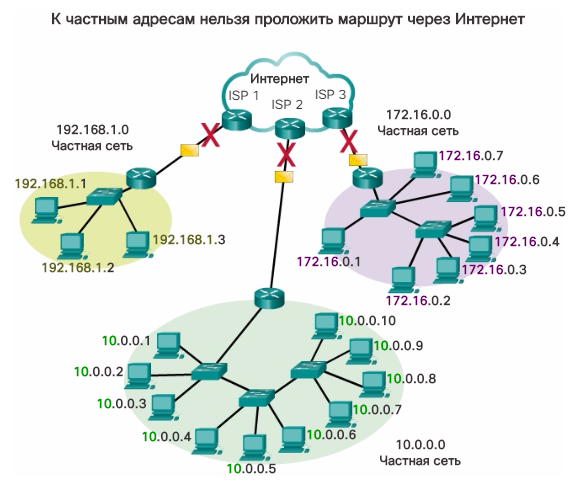 К частным адресам нельзя проложить маршрут через Интернет
Интернет
ISP 1
ISP 2
ISP 3
192.168.1.0
Частная сеть
192.168.1.1
192.168.1.2
192.168.1.3
172.16.0.0
Частная сеть
172.16.0.7
172.16.0.6
172.16.0.5
172.16.0.4
172.16.0.3
172.16.0.2
172.16.0.1
10.0.0.10
10.0.0.9
10.0.0.8
10.0.0.7
10.0.0.6
10.0.0.5
10.0.0.4
10.0.0.3
10.0.0.2
10.0.0.1
10.0.0.0
Частная сеть